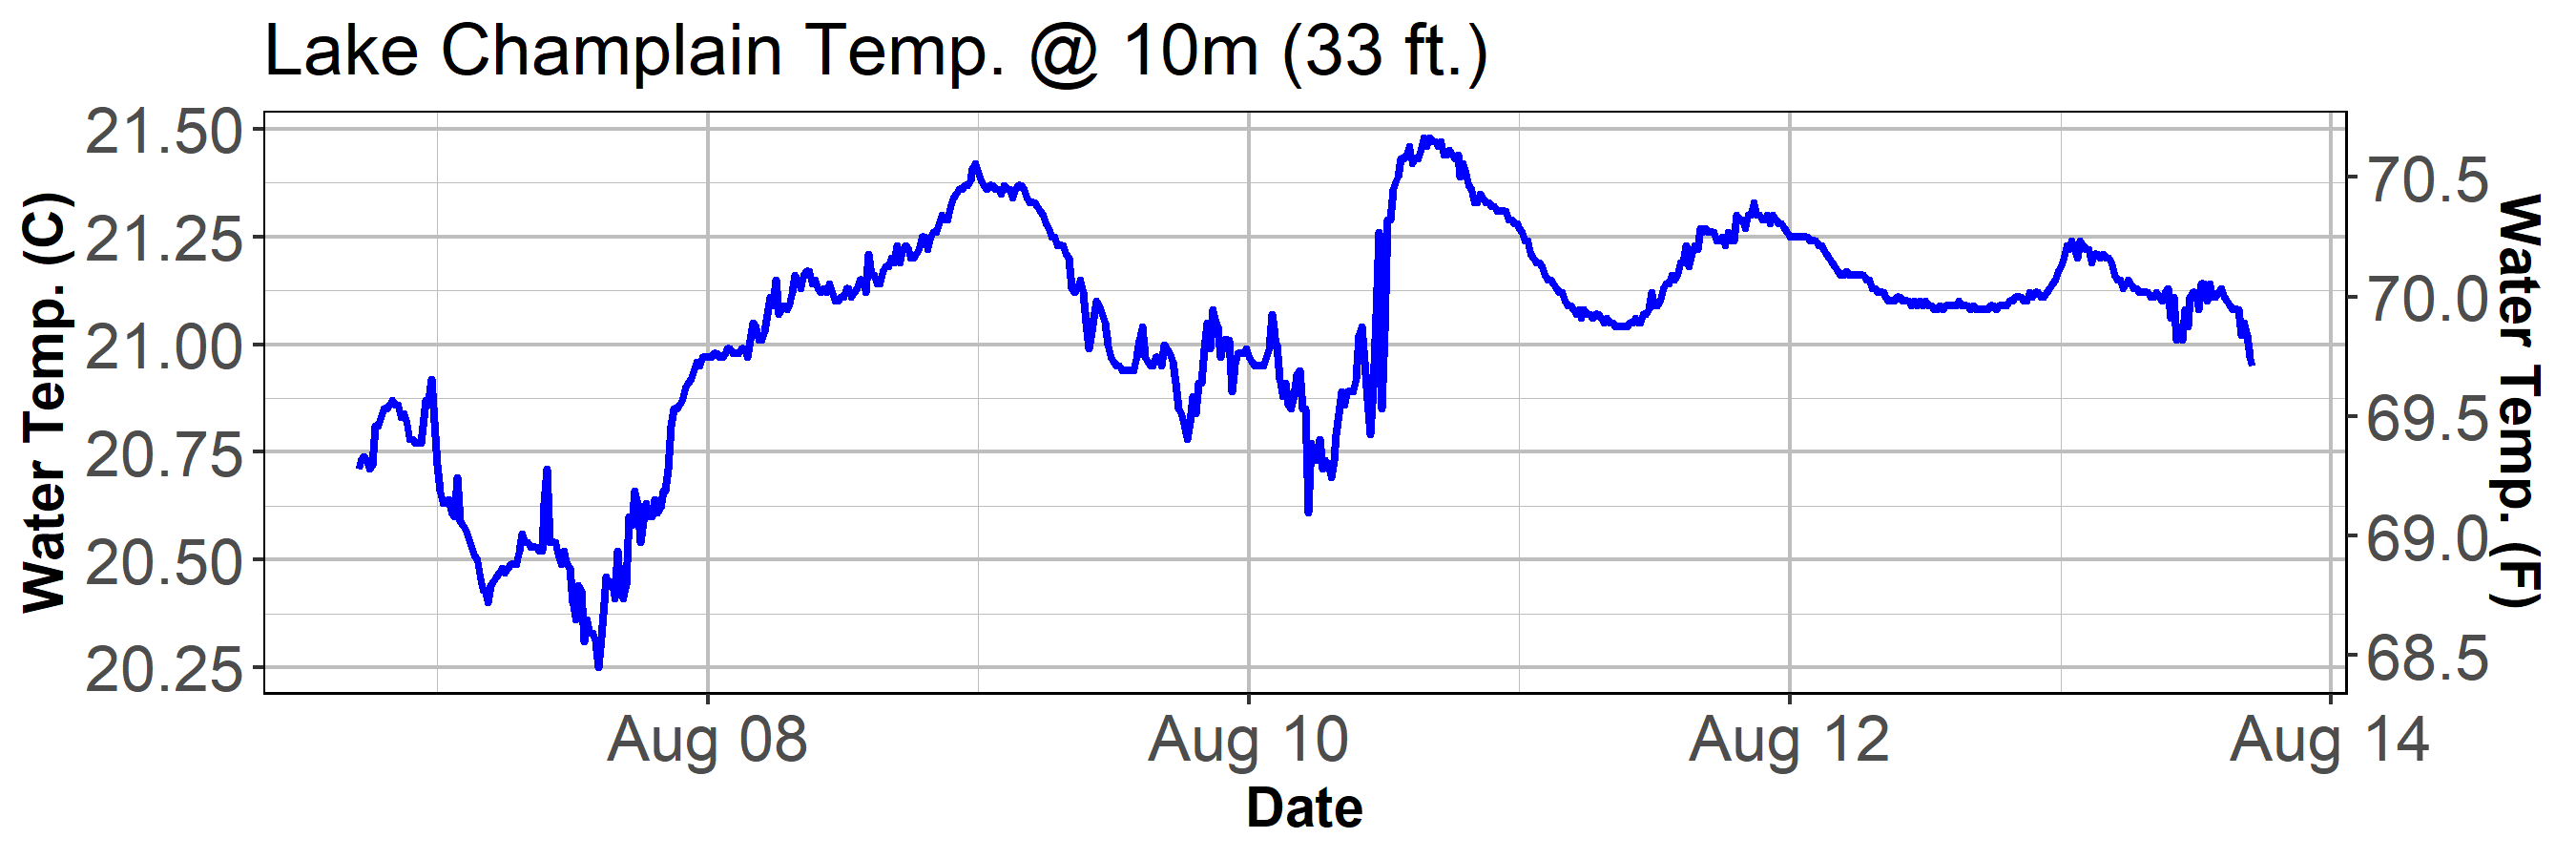 Lake Champlain Temp. @ 10m (33 ft.)
Water Temp. (C)
21.50
21.25
21.00
20.75
20.50
20.25
70.5
70.0
69.5
69.0
68.5
Water Temp. (F)
Aug 08 Aug 10 Aug 12 Aug 14
Date